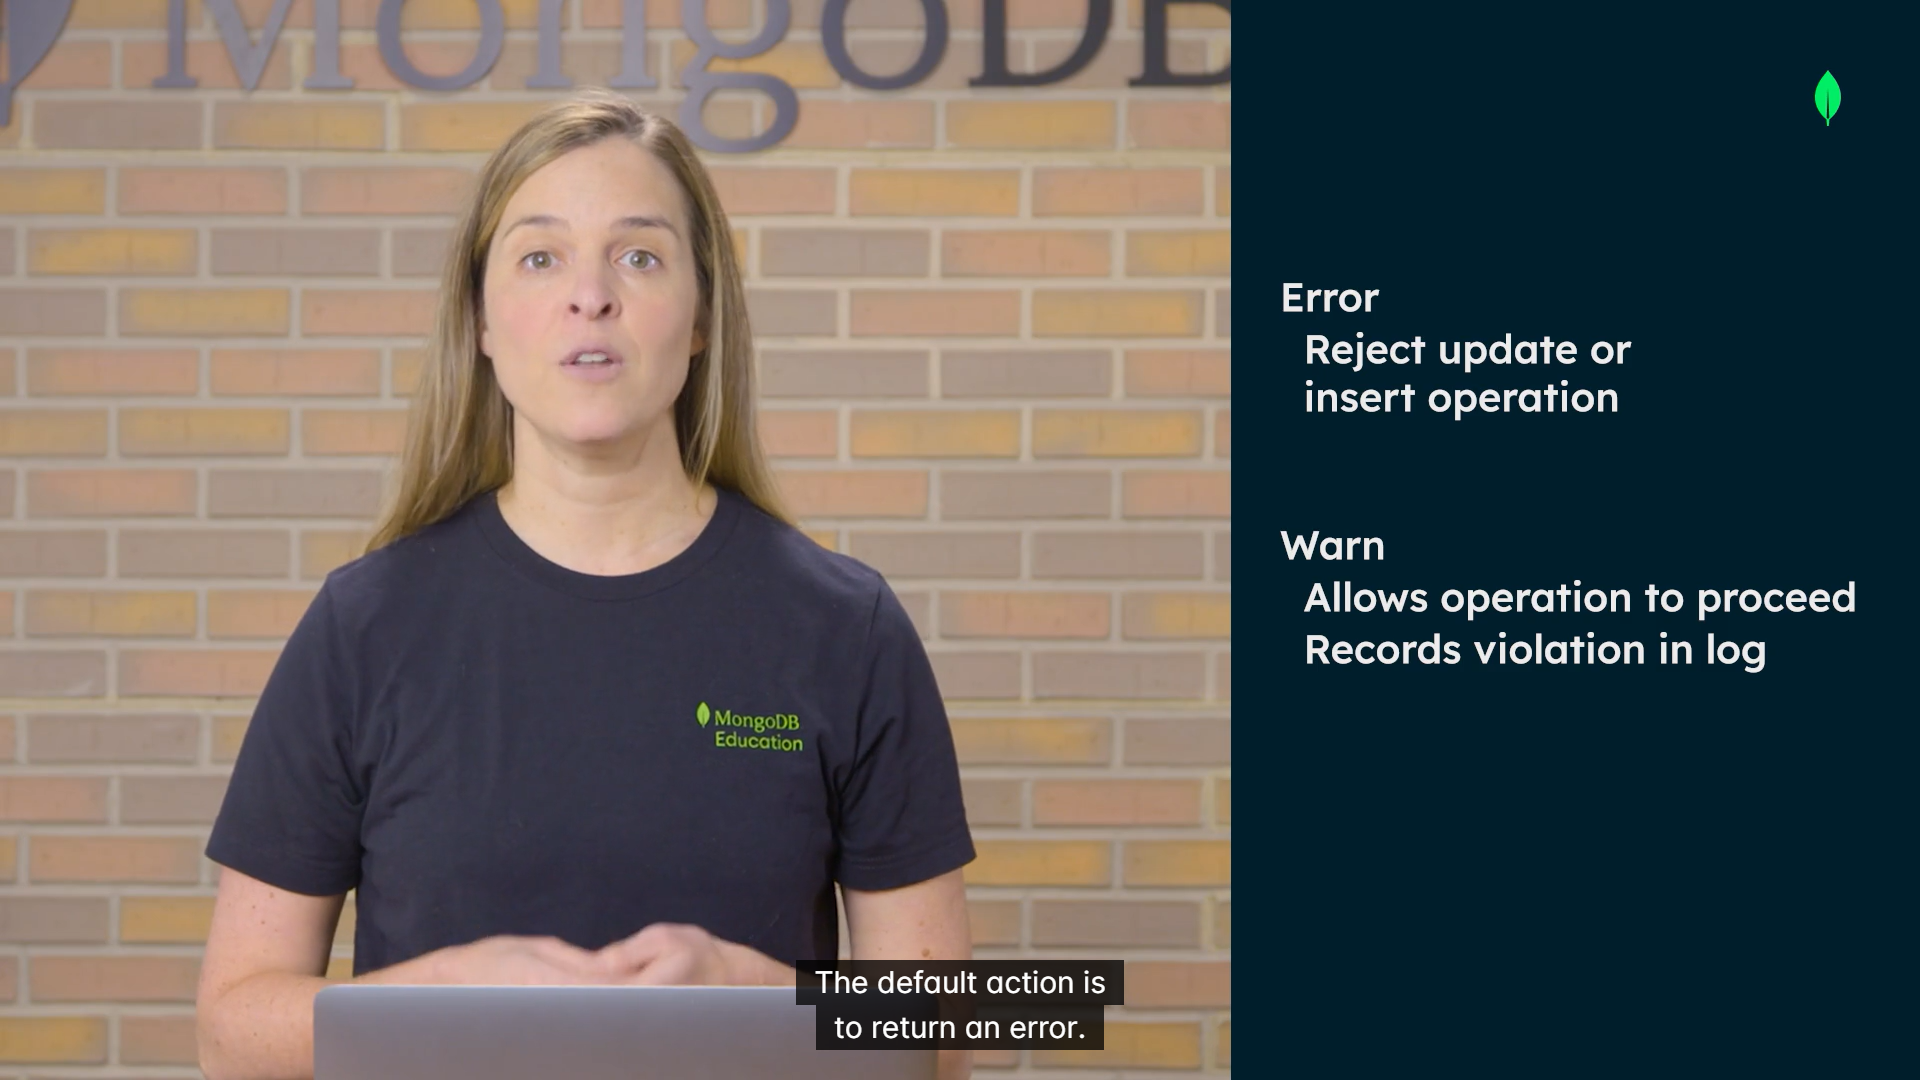 MongoDB
Error
Reject update or
insert operation
Warn
Allows operation to proceed
Records violation in log
MongoDB
Education
The default action is
to return an error.